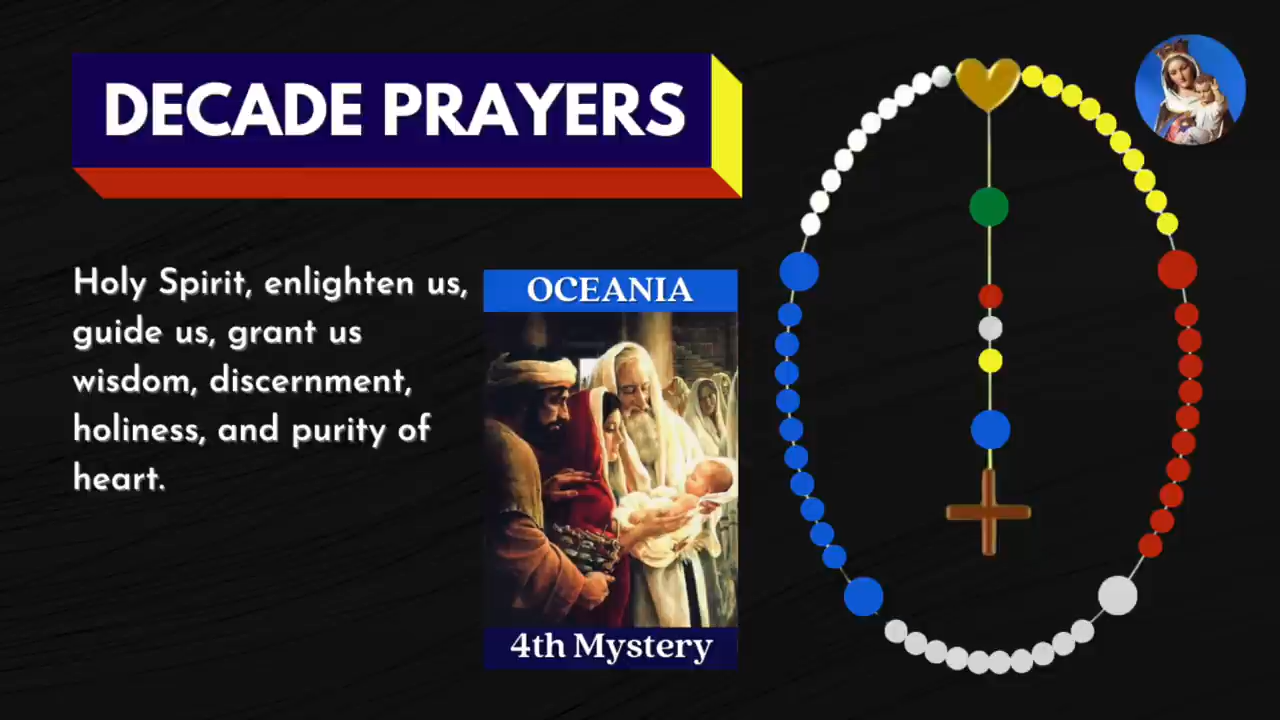 DECADE PRAYERS
Holy Spirit, enlighten us,
guide us, grant us
wisdom, discernment,
holiness, and purity of
heart.
OCEANIA
4th Mystery